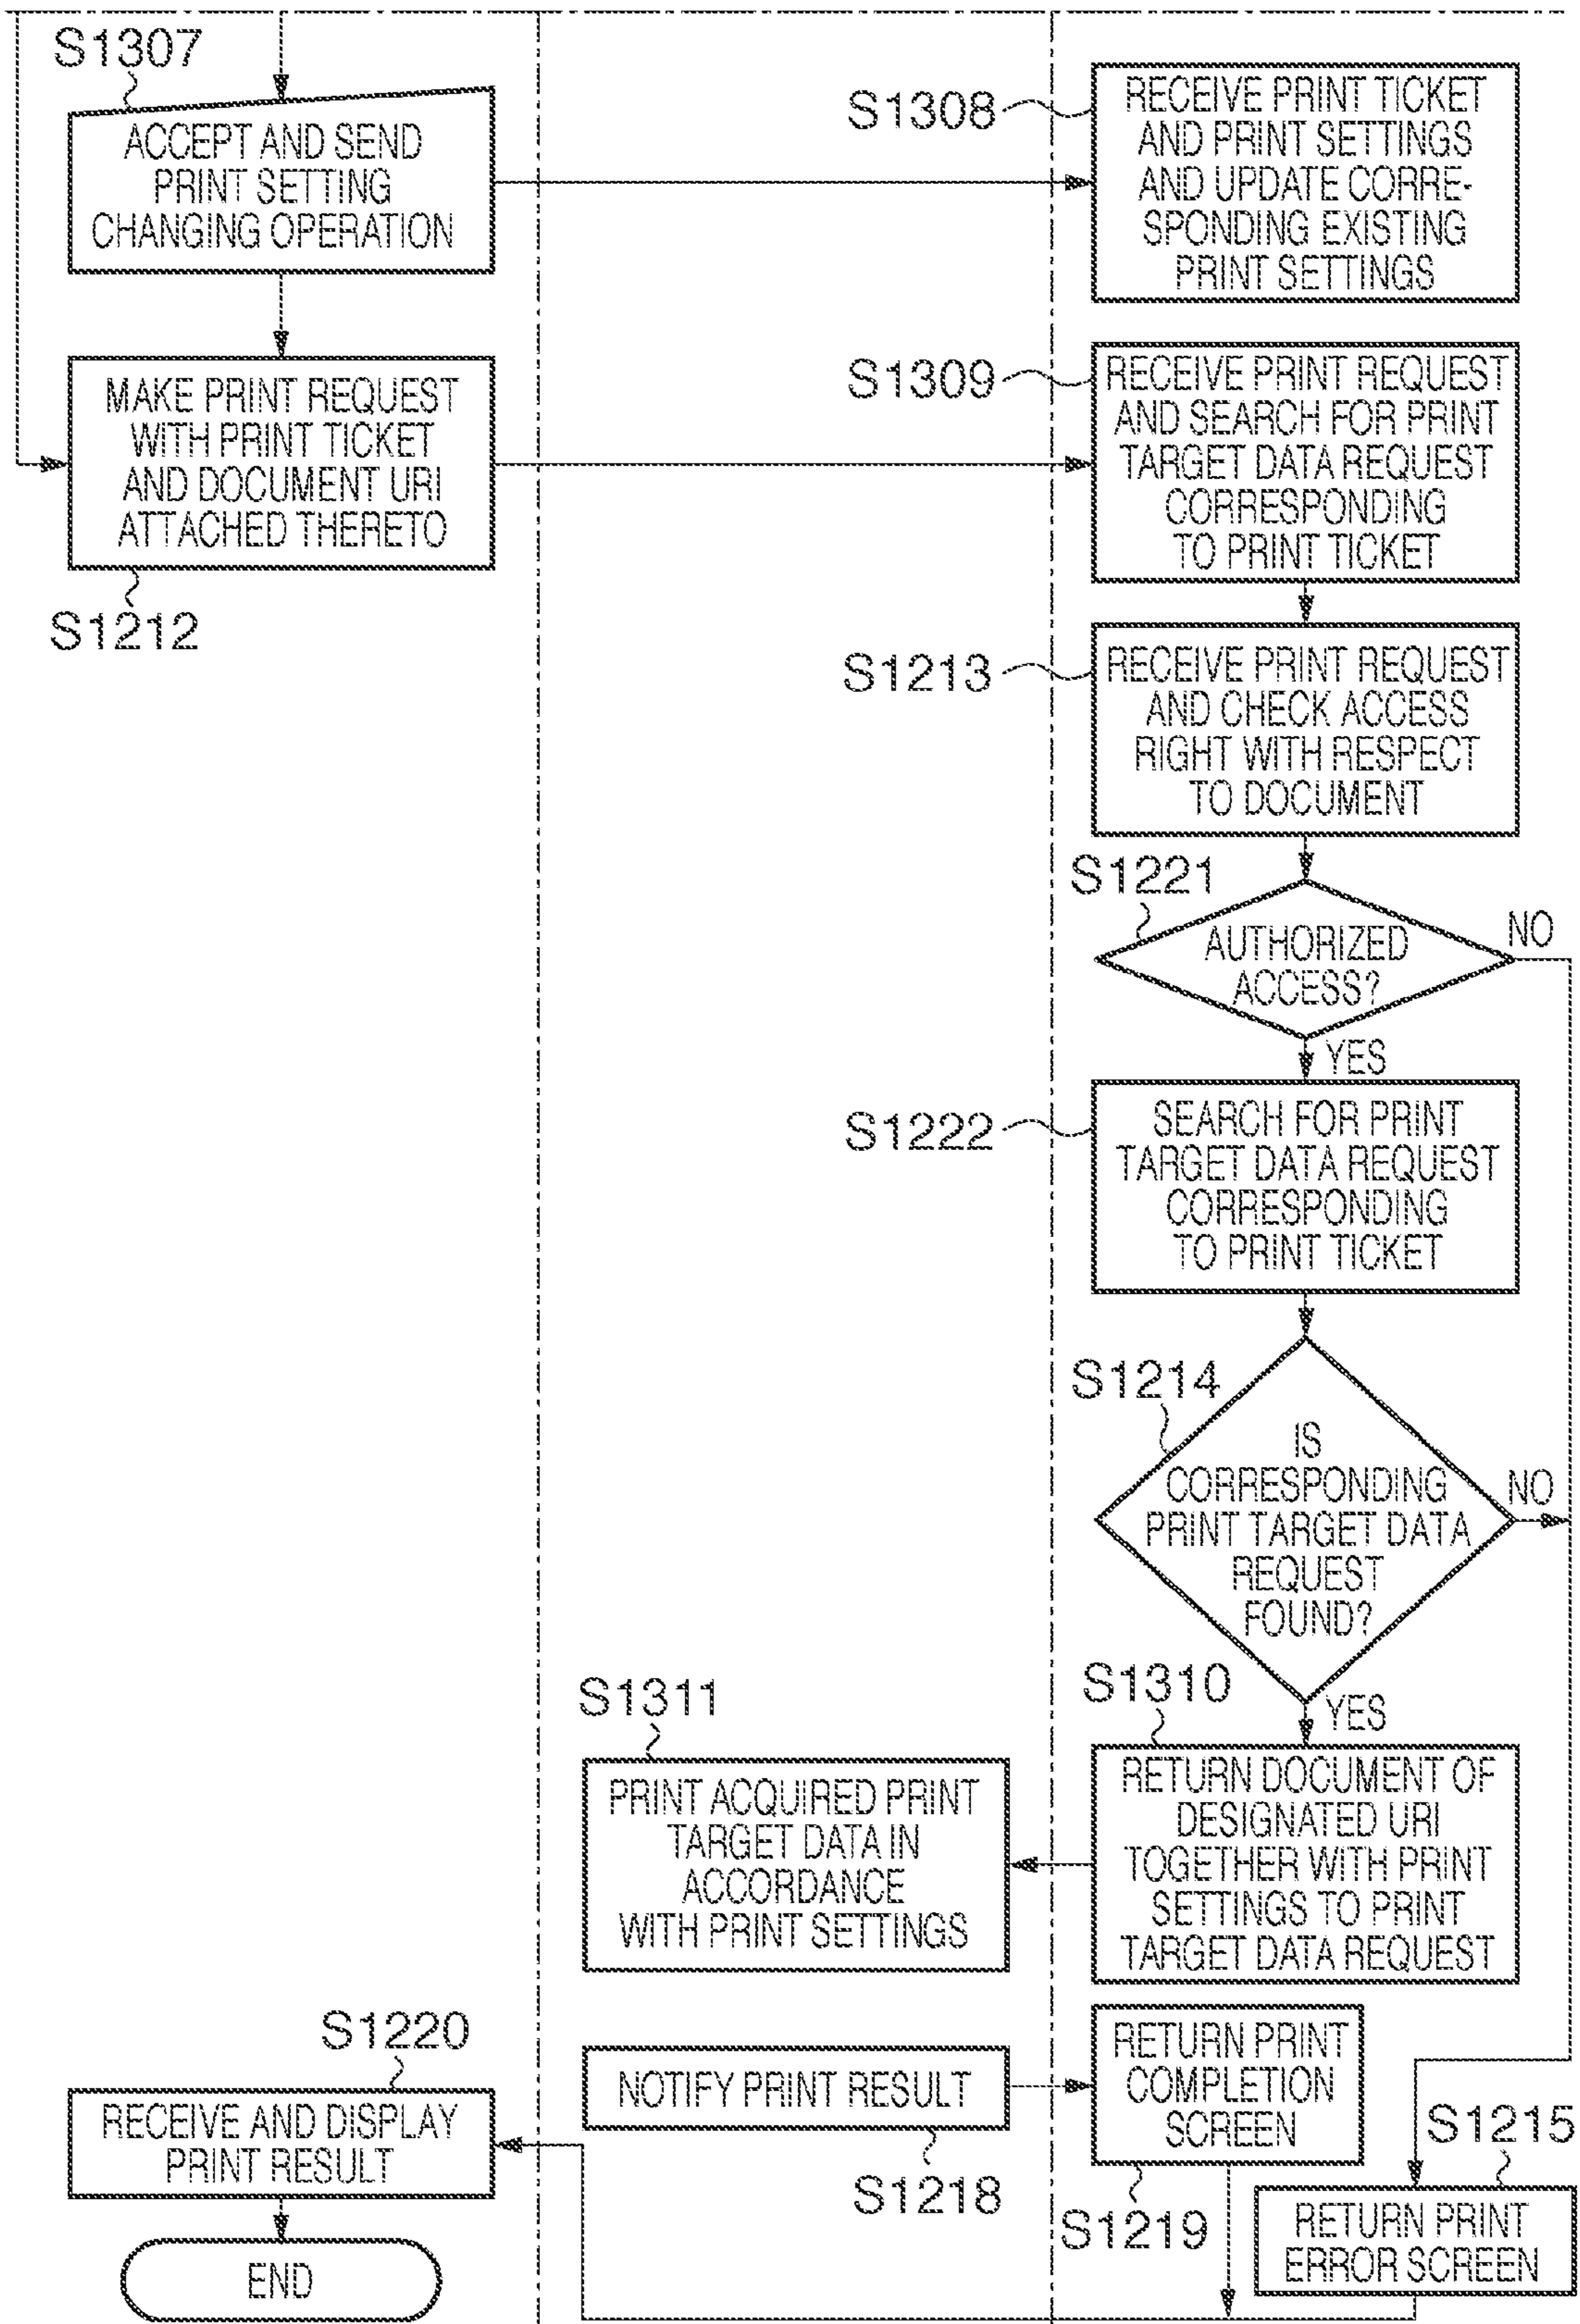 S1307
ACCEPT AND SEND
PRINT SETTING
CHANGING OPERATION
S1308
RECEIVE PRINT TICKET
AND PRINT SETTINGS
AND UPDATE CORRE-
SPONDING EXISTING
PRINT SETTINGS
MAKE PRINT REQUEST
WITH PRINT TICKET
AND DOCUMENT URI
ATTACHED THERETO
S1212
S1309
RECEIVE PRINT REQUEST
AND SEARCH FOR PRINT
TARGET DATA REQUEST
CORRESPONDING
TO PRINT TICKET
S1213
RECEIVE PRINT REQUEST
AND CHECK ACCESS
RIGHT WITH RESPECT
TO DOCUMENT
S1221
AUTHORIZED
ACCESS?
NO
YES
S1222
SEARCH FOR PRINT
TARGET DATA REQUEST
CORRESPONDING
TO PRINT TICKET
S1214
IS
CORRESPONDING
PRINT TARGET DATA
REQUEST
FOUND?
NO
YES
S1310
RETURN DOCUMENT OF
DESIGNATED URI
TOGETHER WITH PRINT
SETTINGS TO PRINT
TARGET DATA REQUEST
S1311
PRINT ACQUIRED PRINT
TARGET DATA IN
ACCORDANCE
WITH PRINT SETTINGS
NOTIFY PRINT RESULT
S1218
RETURN PRINT
COMPLETION
SCREEN
S1219
S1215
RETURN PRINT
ERROR SCREEN
S1220
RECEIVE AND DISPLAY
PRINT RESULT
END